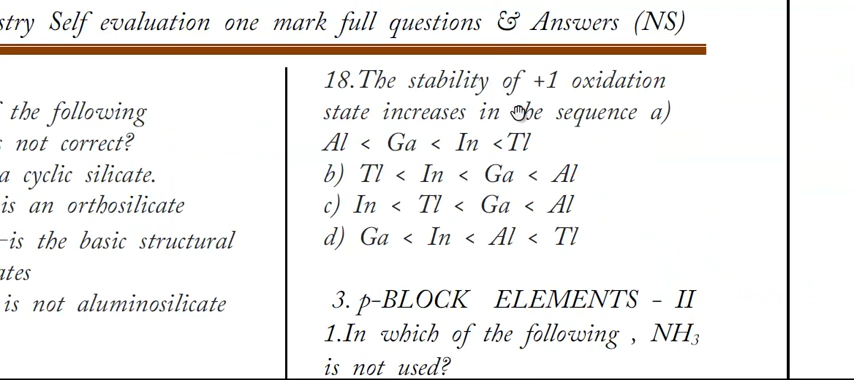 stry Self evaluation one mark full questions & Answers (NS)
f the following
s not correct?
a cyclic silicate.
is an orthosilicate
–is the basic structural
ates
is not aluminosilicate
18.The stability of +1 oxidation
state increases in the sequence a)
Al < Ga < In <Tl
b) Tl < In < Ga < Al
c) In < Tl < Ga < Al
d) Ga < In < Al < Tl
3. p-BLOCK ELEMENTS - II
1.In which of the following , NH₃
is not used?